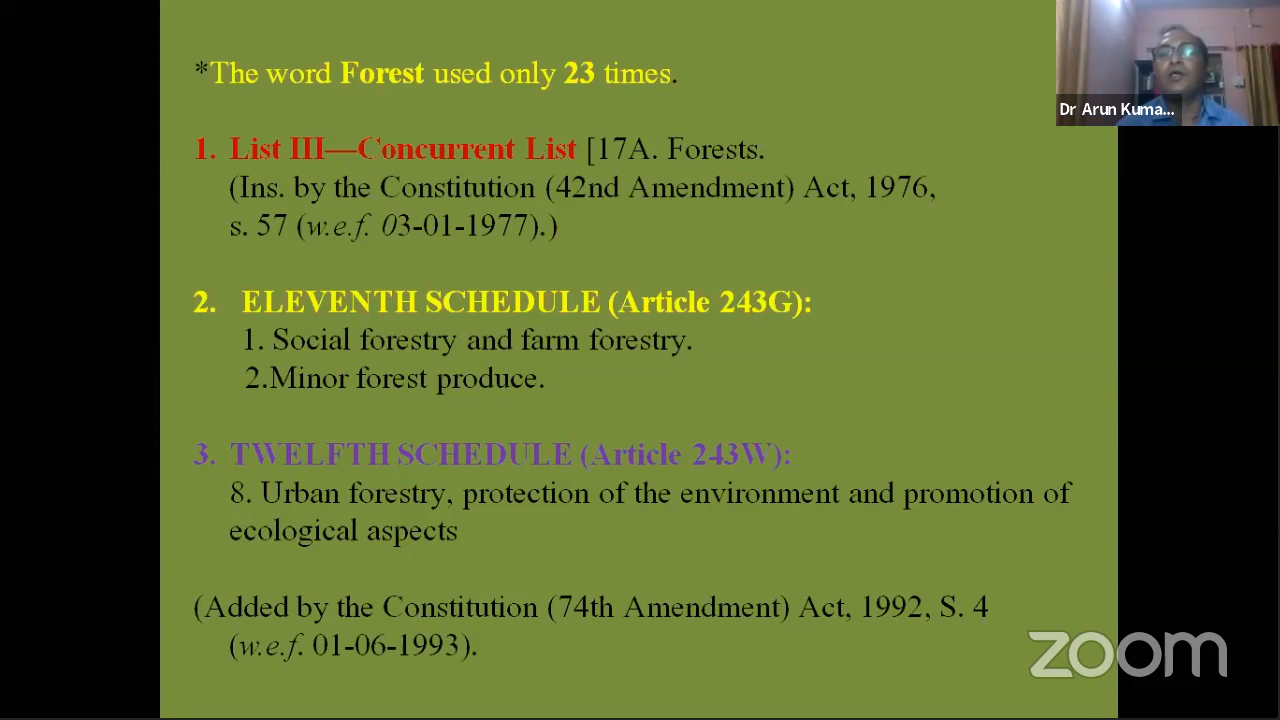 *The word Forest used only 23 times.
1. List III—Concurrent List [17A. Forests.
(Ins. by the Constitution (42nd Amendment) Act, 1976,
s. 57 (w.e.f. 03-01-1977).)
2. ELEVENTH SCHEDULE (Article 243G):
1. Social forestry and farm forestry.
2.Minor forest produce.
3. TWELFTH SCHEDULE (Article 243W):
8. Urban forestry, protection of the environment and promotion of
ecological aspects
(Added by the Constitution (74th Amendment) Act, 1992, S. 4
(w.e.f. 01-06-1993).
Dr Arun Kuma...
zoom